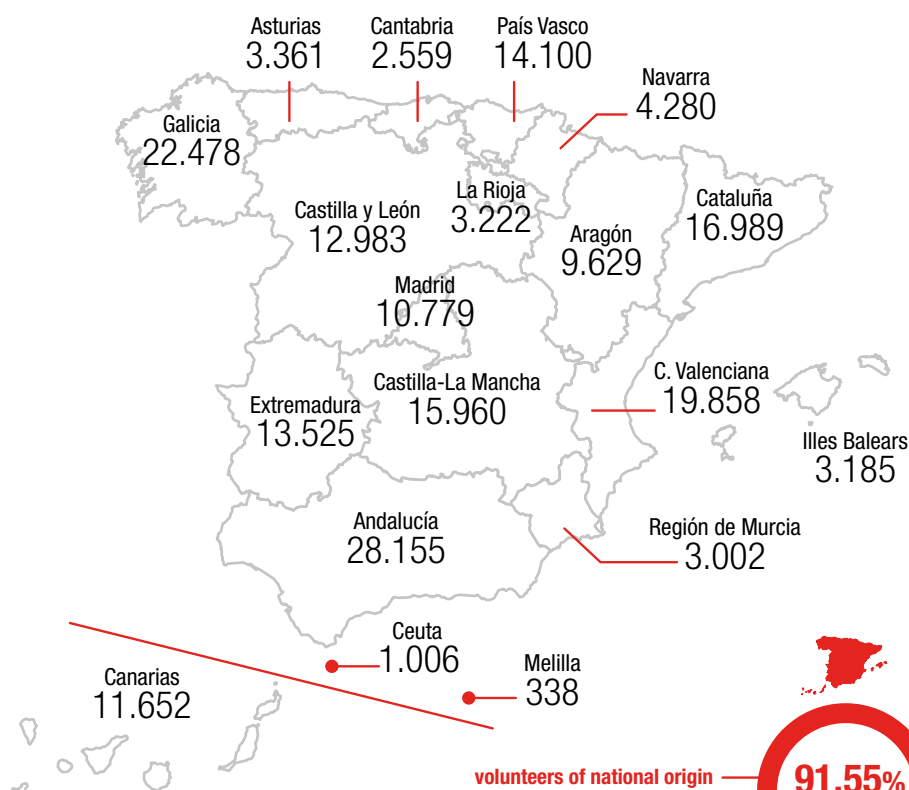 Asturias
3.361
Cantabria
2.559
País Vasco
14.100
Navarra
4.280
Galicia
22.478
La Rioja
3.222
Cataluña
16.989
Castilla y León
12.983
Aragón
9.629
Madrid
10.779
C. Valenciana
19.858
Castilla-La Mancha
15.960
Extremadura
13.525
Illes Balears
3.185
Andalucía
28.155
Región de Murcia
3.002
Ceuta
1.006
Melilla
338
Canarias
11.652
volunteers of national origin
91,55%